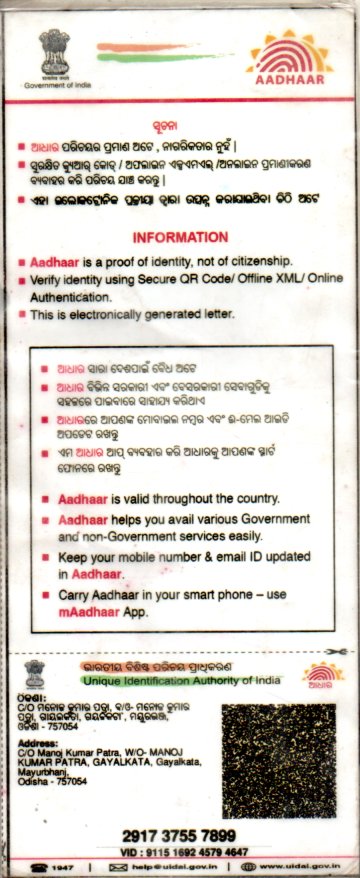 Government of India
AADHAAR
ସୂଚନା
ଆଧାର ପରିଚୟର ପ୍ରମାଣ ଅଟେ , ନାଗରିକତାର ନୁହଁ |
ସୁରକ୍ଷିତ କ୍ୟୁଆର୍ କୋଡ୍ / ଅଫଲାଇନ ଏକ୍ସଏମଏଲ୍ /ଅନଲାଇନ ପ୍ରମାଣୀକରଣ
ବ୍ୟବହାର କରି ପରିଚୟ ଯାଞ୍ଚ କରନ୍ତୁ |
ଏହା ଇଲେକଟ୍ରୋନିକ ପ୍ରକ୍ରୀୟା ଦ୍ୱାରା ଉତ୍ପନ୍ନ କରାଯାଇଥିବା ଚିଠି ଅଟେ
INFORMATION
Aadhaar is a proof of identity, not of citizenship.
Verify identity using Secure QR Code/ Offline XML/ Online
Authentication.
This is electronically generated letter.
ଆଧାର ସାରା ଦେଶପାଇଁ ବୈଧ ଅଟେ
ଆଧାର ବିଭିନ୍ନ ସରକାରୀ ଏବଂ ବେସରକାରୀ ସେବାଗୁଡିକୁ
ସହଜରେ ପାଇବାରେ ସାହାଯ୍ୟ କରିଥାଏ
ଆଧାରରେ ଆପଣଙ୍କ ମୋବାଇଲ ନମ୍ବର ଏବଂ ଈ-ମେଲ ଆଇଡି
ଅପଡେଟ ରଖନ୍ତୁ
ଏମ ଆଧାର ଆପ୍ ବ୍ୟବହାର କରି ଆଧାରକୁ ଆପଣଙ୍କ ସ୍ମାର୍ଟ
ଫୋନରେ ରଖନ୍ତୁ
Aadhaar is valid throughout the country.
Aadhaar helps you avail various Government
and non-Government services easily.
Keep your mobile number & email ID updated
in Aadhaar.
Carry Aadhaar in your smart phone – use
mAadhaar App.
ଭାରତୀୟ ବିଶିଷ୍ଟ ପରିଚୟ ପ୍ରାଧିକରଣ
Unique Identification Authority of India
ଆଧାର
ଠିକଣା:
C/O ମନୋଜ କୁମାର ପତ୍ରା, ଵ/ଓ- ମନୋଜ କୁମାର
ପତ୍ରା, ଗାୟଲକଟା, ଗୟଳକଟା , ମୟୂରଭଞ୍ଜ,
ଓଡ଼ିଶା - 757054
Address:
C/O Manoj Kumar Patra, W/O- MANOJ
KUMAR PATRA, GAYALKATA, Gayalkata,
Mayurbhanj,
Odisha - 757054
2917 3755 7899
VID : 9115 1692 4579 4647
1947 | help@uidai.gov.in | www.uidai.gov.in